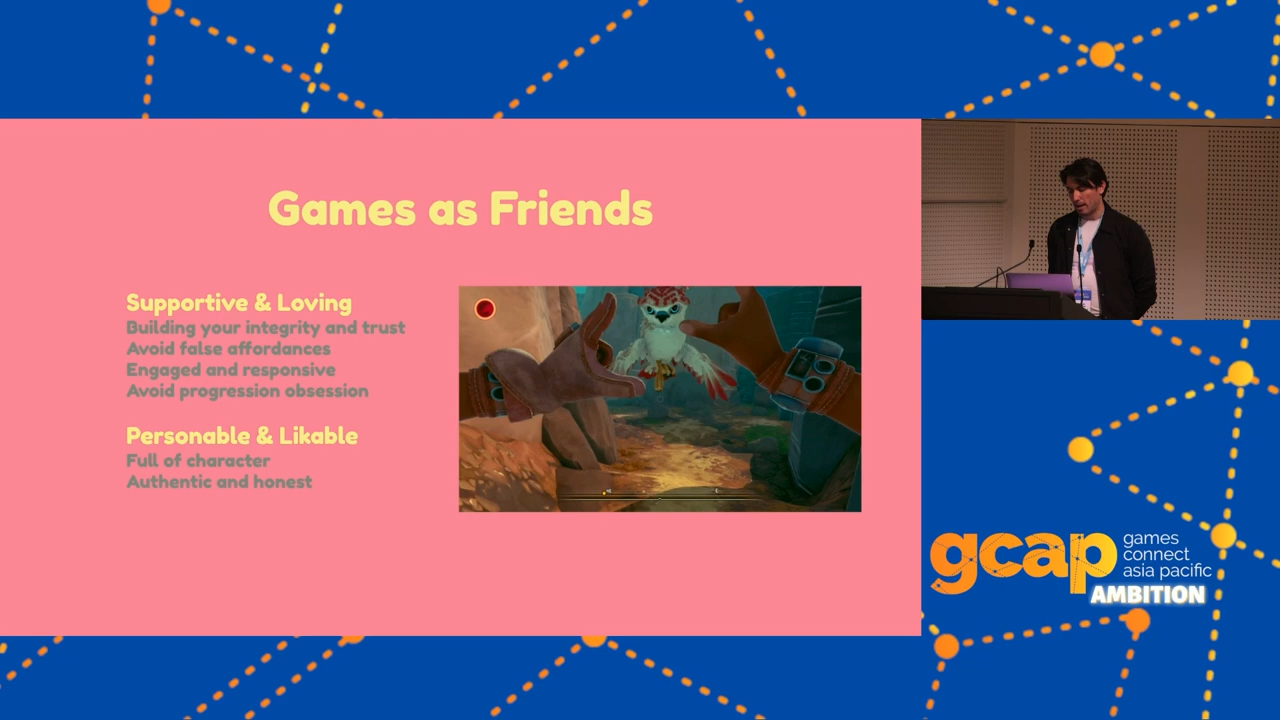 Games as Friends
Supportive & Loving
Building your integrity and trust
Avoid false affordances
Engaged and responsive
Avoid progression obsession
Personable & Likable
Full of character
Authentic and honest
gcap
games
connect
asia pacific
AMBITION